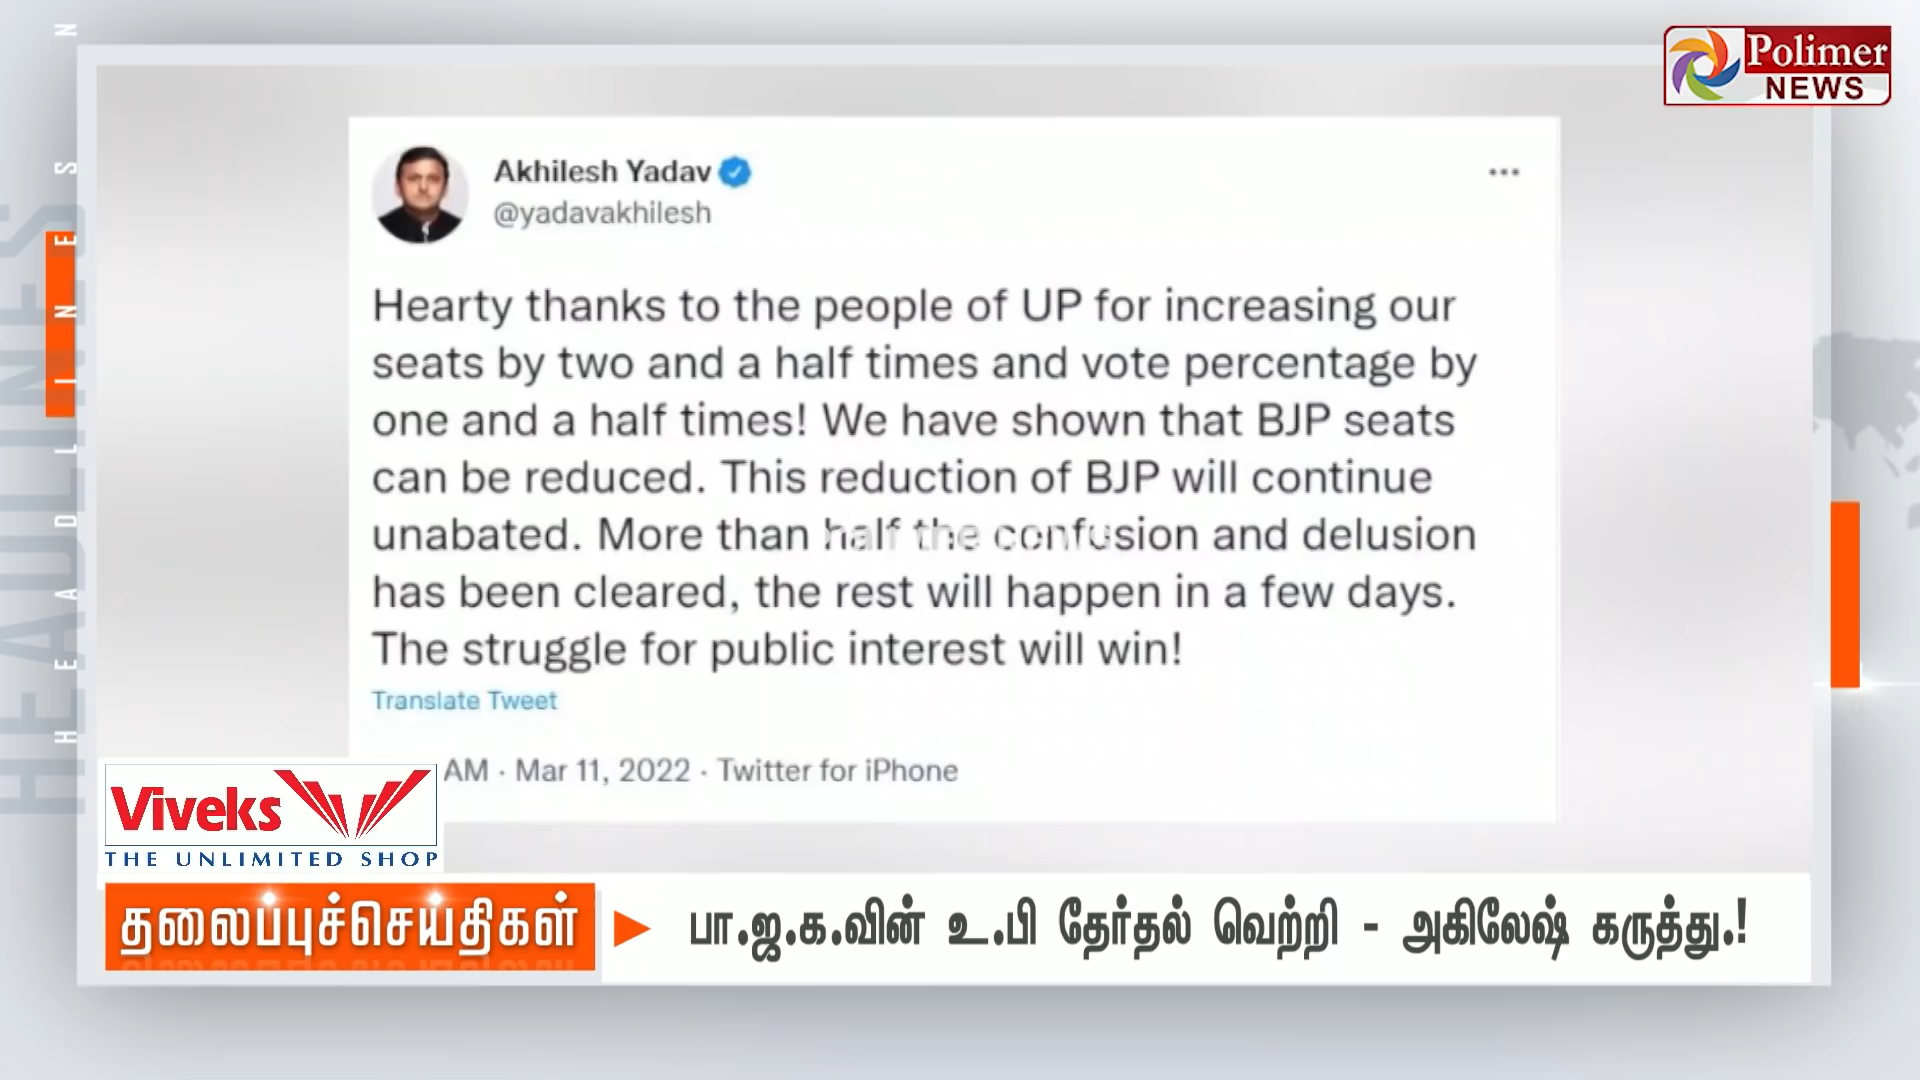 Polimer
NEWS
HEADLINES
HEADLINES N
Akhilesh Yadav
@yadavakhilesh
Hearty thanks to the people of UP for increasing our
seats by two and a half times and vote percentage by
one and a half times! We have shown that BJP seats
can be reduced. This reduction of BJP will continue
unabated. More than half the confusion and delusion
has been cleared, the rest will happen in a few days.
The struggle for public interest will win!
Translate Tweet
AM · Mar 11, 2022 · Twitter for iPhone
Viveks
THE UNLIMITED SHOP
தலைப்புச்செய்திகள்
பா.ஜ.க.வின் உ.பி தேர்தல் வெற்றி - அகிலேஷ் கருத்து.!